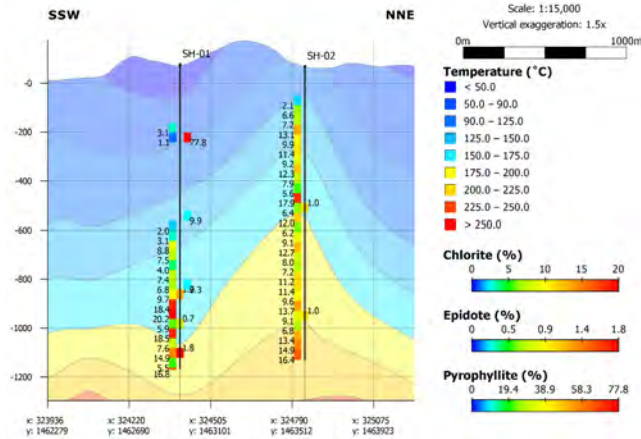 SSW
NNE
Scale: 1:15,000
Vertical exaggeration: 1.5x
0m 1000m
SH-01
SH-02
-0
-200
-400
-600
-800
-1000
-1200
3.1
1.1
77.8
9.9
2.0
3.1
8.8
7.5
4.0
7.4
6.8
9.3
9.7
18.4
20.2
0.7
5.9
18.9
7.6
1.8
14.9
5.5
16.8
2.1
6.6
7.2
13.1
9.9
11.4
9.2
12.3
7.9
5.6
17.9
1.0
6.4
12.0
6.2
9.1
12.7
8.0
7.2
11.2
11.4
9.6
13.7
1.0
9.1
6.8
13.4
14.9
16.4
x: 323936
y: 1462279
x: 324220
y: 1462690
x: 324505
y: 1463101
x: 324790
y: 1463512
x: 325075
y: 1463923
Temperature (˚C)
< 50.0
50.0 – 90.0
90.0 – 125.0
125.0 – 150.0
150.0 – 175.0
175.0 – 200.0
200.0 – 225.0
225.0 – 250.0
> 250.0
Chlorite (%)
0 5 10 15 20
Epidote (%)
0 0.5 0.9 1.4 1.8
Pyrophyllite (%)
0 19.4 38.9 58.3 77.8